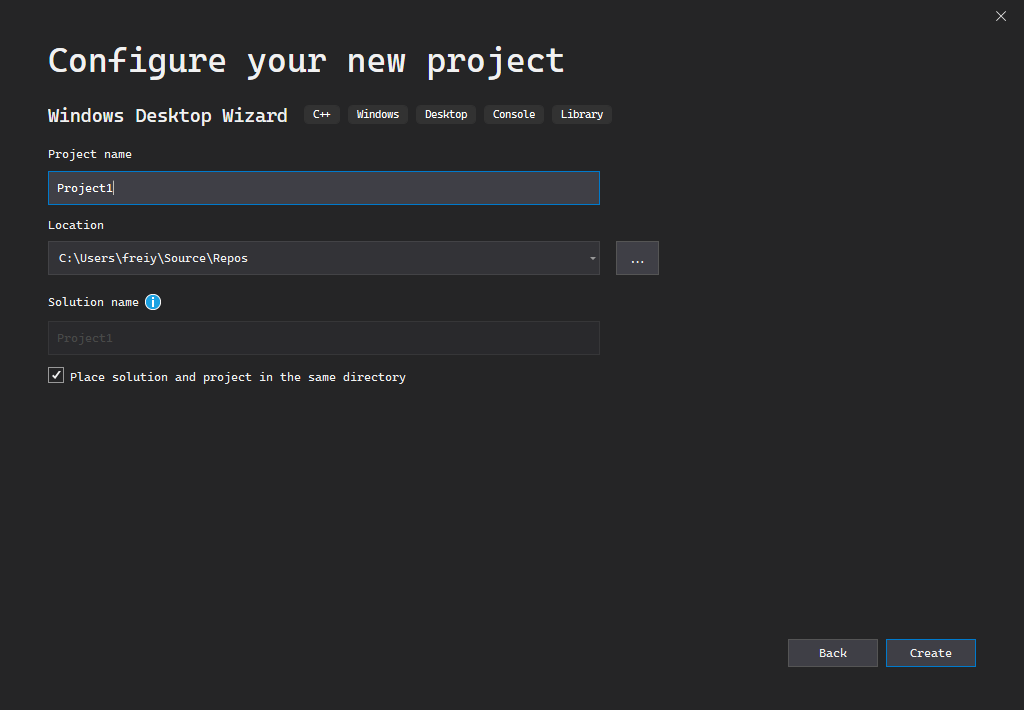 Configure your new project
Windows Desktop Wizard C++ Windows Desktop Console Library
Project name
Project1
Location
C:\Users\freiy\Source\Repos ...
Solution name i
Project1
Place solution and project in the same directory
Back Create